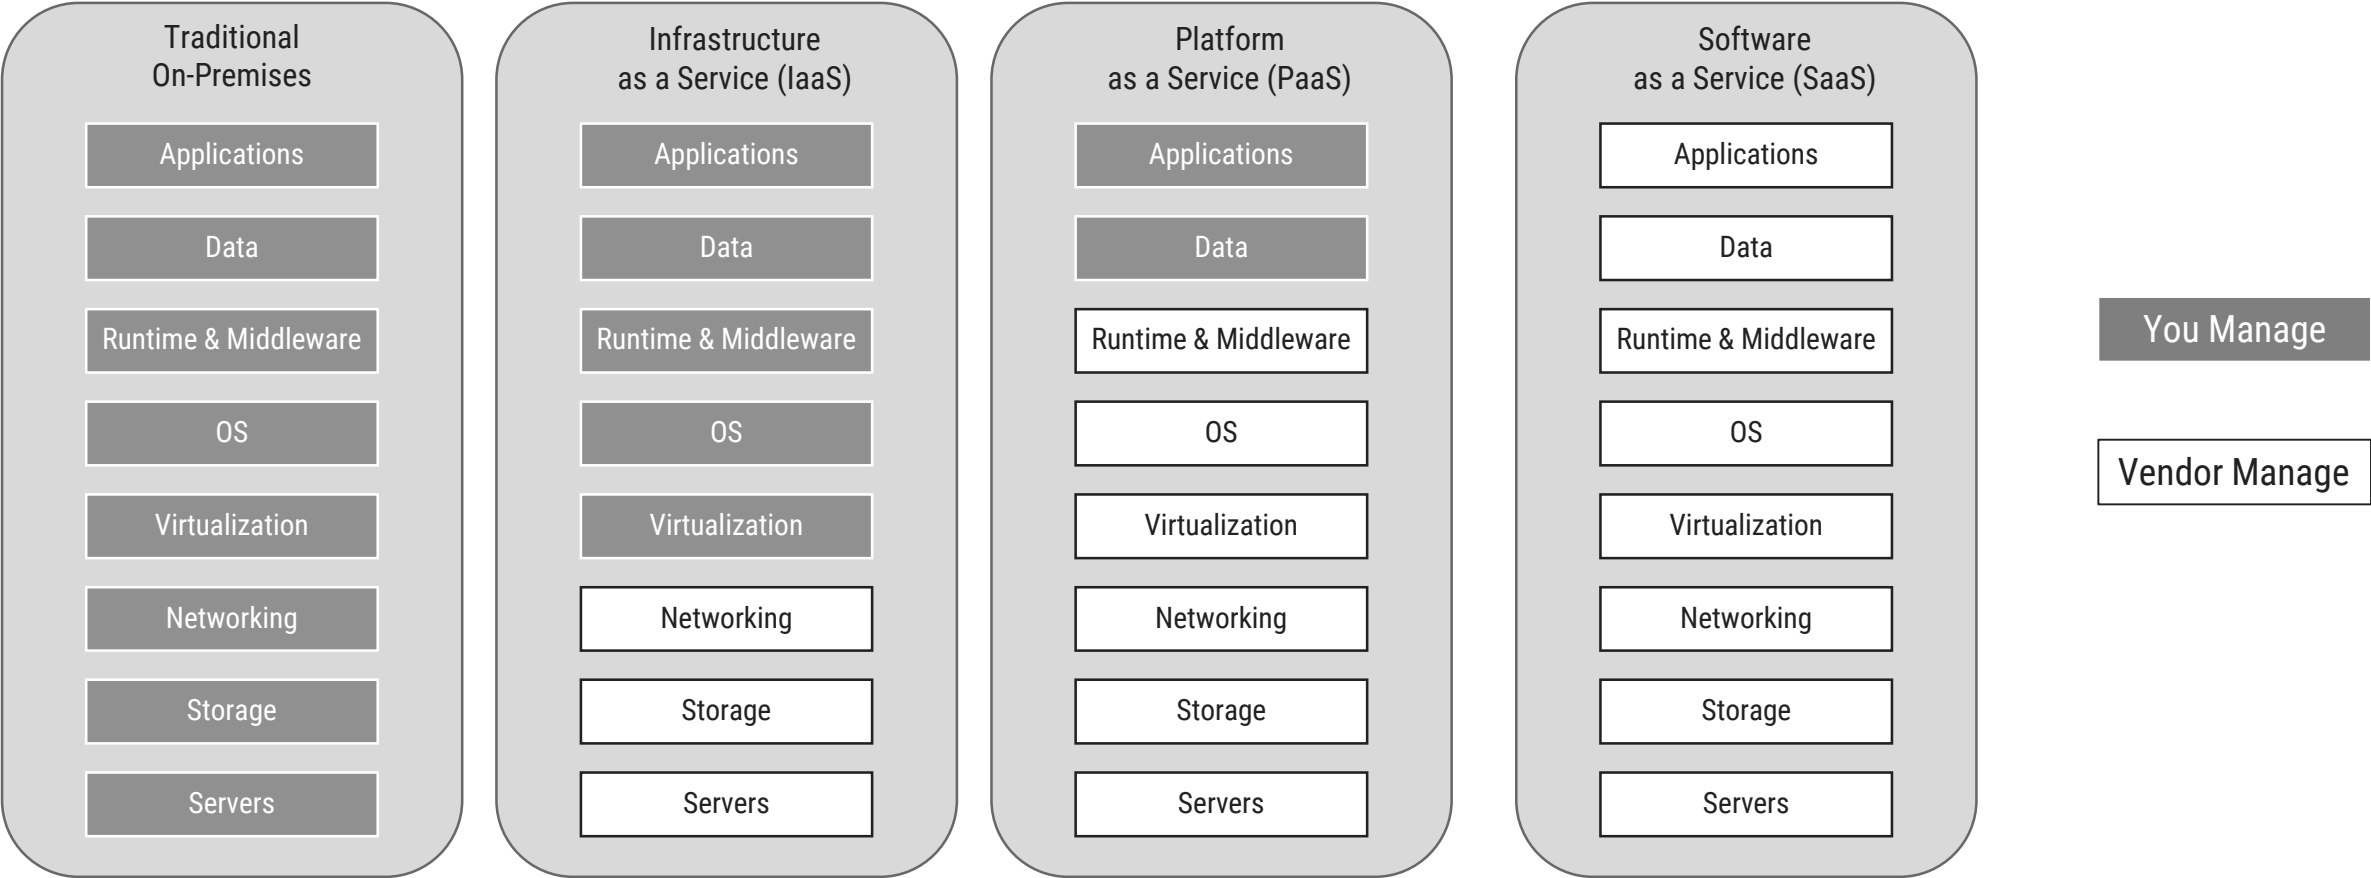 Traditional
On-Premises
Applications
Data
Runtime & Middleware
OS
Virtualization
Networking
Storage
Servers
Infrastructure
as a Service (IaaS)
Applications
Data
Runtime & Middleware
OS
Virtualization
Networking
Storage
Servers
Platform
as a Service (PaaS)
Applications
Data
Runtime & Middleware
OS
Virtualization
Networking
Storage
Servers
Software
as a Service (SaaS)
Applications
Data
Runtime & Middleware
OS
Virtualization
Networking
Storage
Servers
You Manage
Vendor Manage